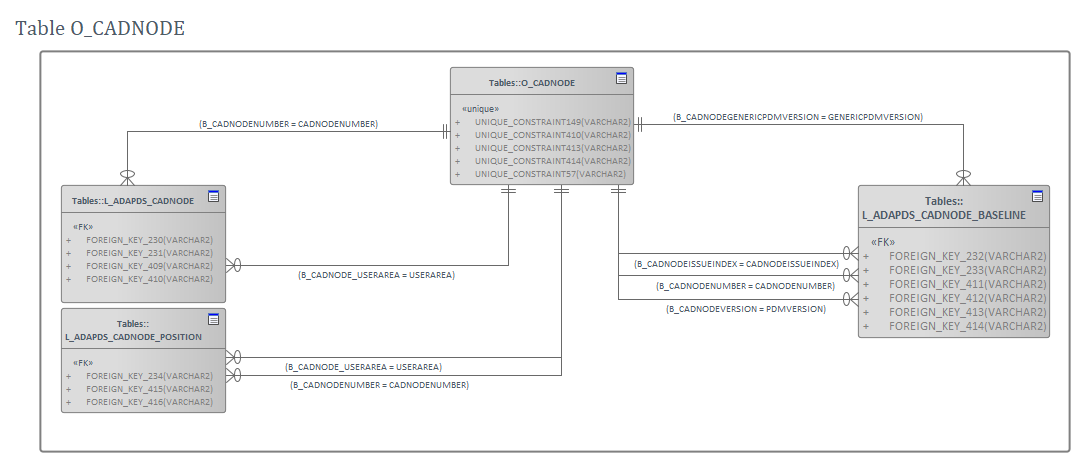 Table O_CADNODE
Tables::O_CADNODE
«unique»
+ UNIQUE_CONSTRAINT149(VARCHAR2)
+ UNIQUE_CONSTRAINT410(VARCHAR2)
+ UNIQUE_CONSTRAINT413(VARCHAR2)
+ UNIQUE_CONSTRAINT414(VARCHAR2)
+ UNIQUE_CONSTRAINT57(VARCHAR2)
(B_CADNODENUMBER = CADNODENUMBER)
(B_CADNODEGENERICPDMVERSION = GENERICPDMVERSION)
Tables::L_ADAPDS_CADNODE
«FK»
+ FOREIGN_KEY_230(VARCHAR2)
+ FOREIGN_KEY_231(VARCHAR2)
+ FOREIGN_KEY_409(VARCHAR2)
+ FOREIGN_KEY_410(VARCHAR2)
(B_CADNODE_USERAREA = USERAREA)
Tables::
L_ADAPDS_CADNODE_BASELINE
«FK»
+ FOREIGN_KEY_232(VARCHAR2)
+ FOREIGN_KEY_233(VARCHAR2)
+ FOREIGN_KEY_411(VARCHAR2)
+ FOREIGN_KEY_412(VARCHAR2)
+ FOREIGN_KEY_413(VARCHAR2)
+ FOREIGN_KEY_414(VARCHAR2)
(B_CADNODEISSUEINDEX = CADNODEISSUEINDEX)
(B_CADNODENUMBER = CADNODENUMBER)
(B_CADNODEVERSION = PDMVERSION)
Tables::
L_ADAPDS_CADNODE_POSITION
«FK»
+ FOREIGN_KEY_234(VARCHAR2)
+ FOREIGN_KEY_415(VARCHAR2)
+ FOREIGN_KEY_416(VARCHAR2)
(B_CADNODE_USERAREA = USERAREA)
(B_CADNODENUMBER = CADNODENUMBER)